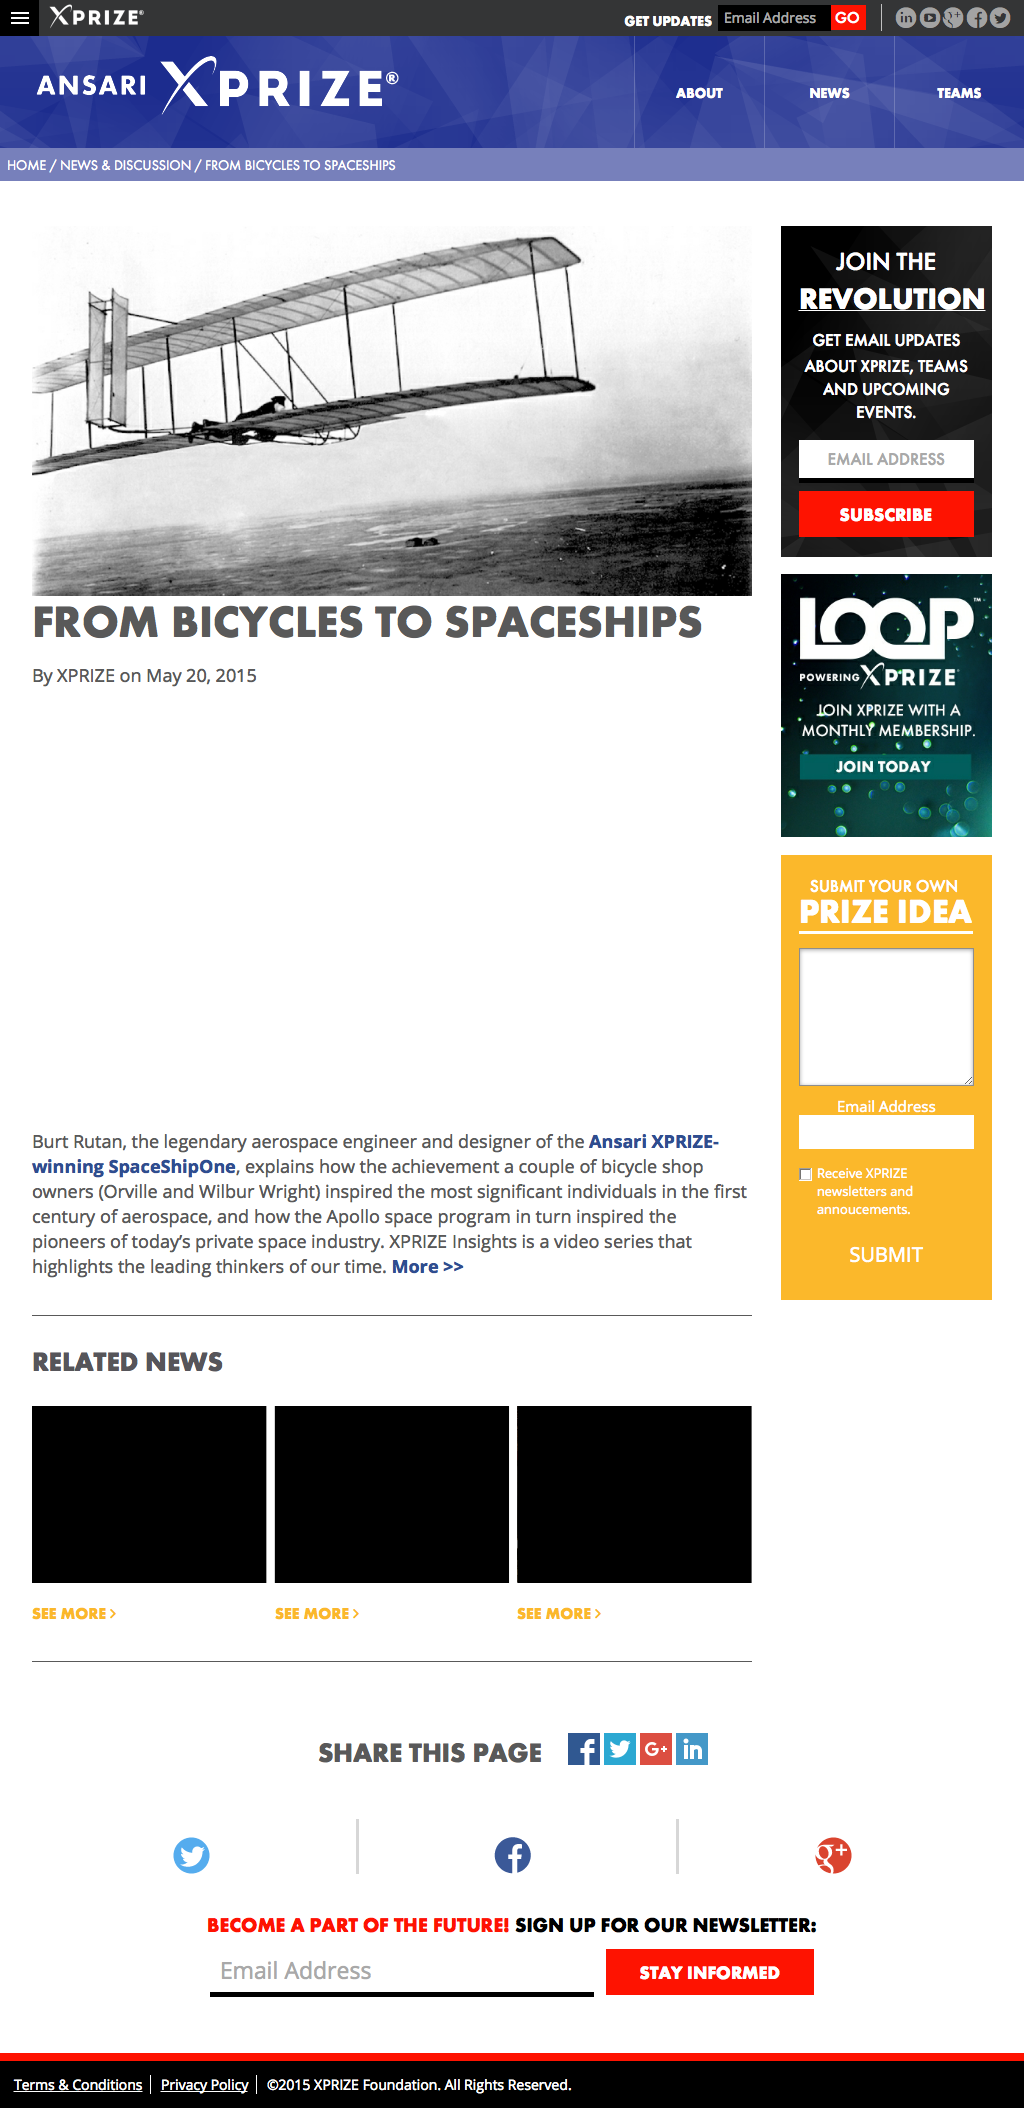 XPRIZE®
GET UPDATES
Email Address
GO
ANSARI XPRIZE®
ABOUT
NEWS
TEAMS
HOME / NEWS & DISCUSSION / FROM BICYCLES TO SPACESHIPS
FROM BICYCLES TO SPACESHIPS
By XPRIZE on May 20, 2015
Burt Rutan, the legendary aerospace engineer and designer of the Ansari XPRIZE-
winning SpaceShipOne, explains how the achievement a couple of bicycle shop
owners (Orville and Wilbur Wright) inspired the most significant individuals in the first
century of aerospace, and how the Apollo space program in turn inspired the
pioneers of today’s private space industry. XPRIZE Insights is a video series that
highlights the leading thinkers of our time. More >>
RELATED NEWS
SEE MORE >
SEE MORE >
SEE MORE >
JOIN THE
REVOLUTION
GET EMAIL UPDATES
ABOUT XPRIZE, TEAMS
AND UPCOMING
EVENTS.
EMAIL ADDRESS
SUBSCRIBE
LOOP™
POWERING XPRIZE
JOIN XPRIZE WITH A
MONTHLY MEMBERSHIP.
JOIN TODAY
SUBMIT YOUR OWN
PRIZE IDEA
Email Address
Receive XPRIZE
newsletters and
annoucements.
SUBMIT
SHARE THIS PAGE
BECOME A PART OF THE FUTURE! SIGN UP FOR OUR NEWSLETTER:
Email Address
STAY INFORMED
Terms & Conditions
Privacy Policy
©2015 XPRIZE Foundation. All Rights Reserved.